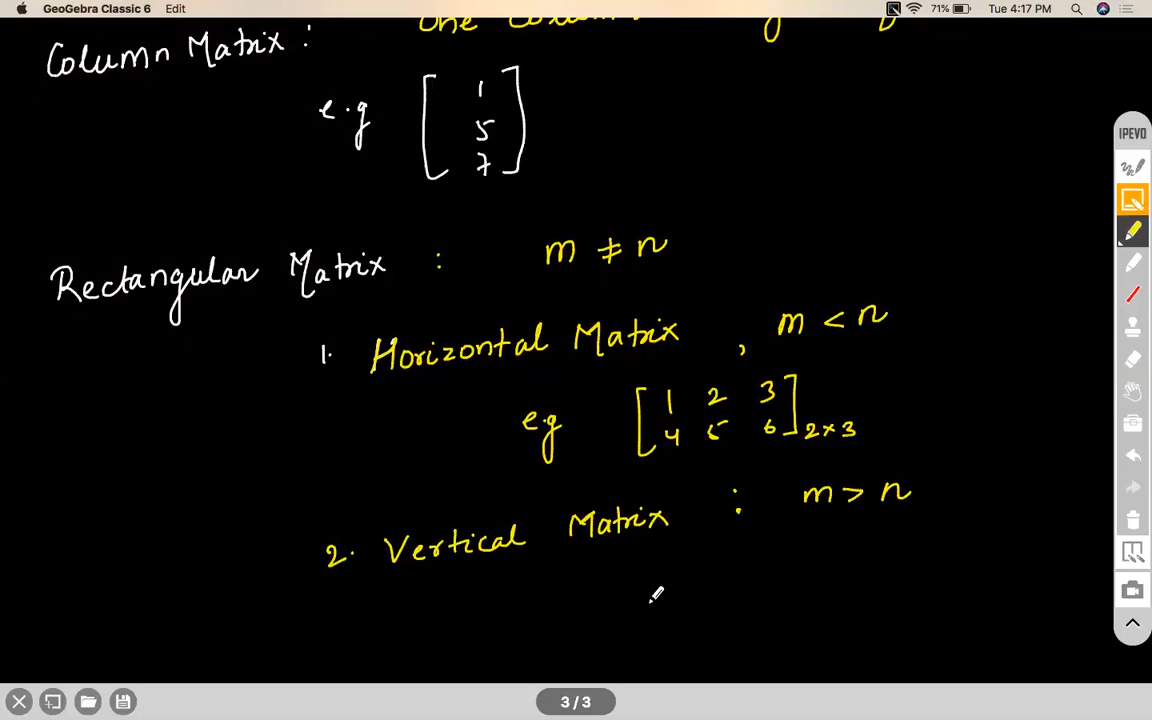 GeoGebra Classic 6 Edit 71% Tue 4:17 PM
one
Column Matrix :
e.g [ 1
5
7 ]
IPEVO
Rectangular Matrix : m ≠ n
1. Horizontal Matrix , m < n
e.g [ 1 2 3
4 5 6 ] 2×3
2. Vertical Matrix : m > n
3 / 3